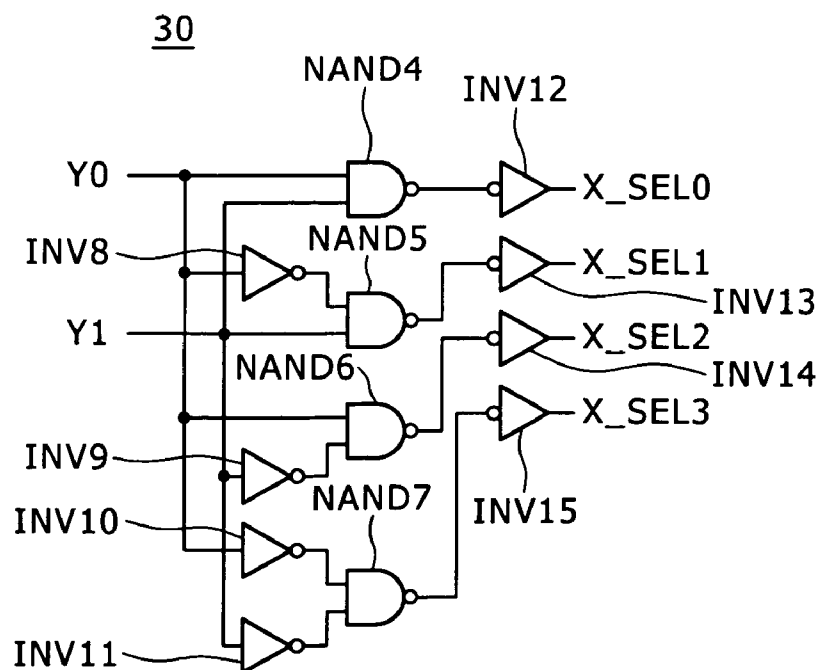 30
NAND4
INV12
Y0
X_SEL0
INV8
NAND5
X_SEL1
INV13
Y1
X_SEL2
NAND6
INV14
X_SEL3
INV9
NAND7
INV15
INV10
INV11